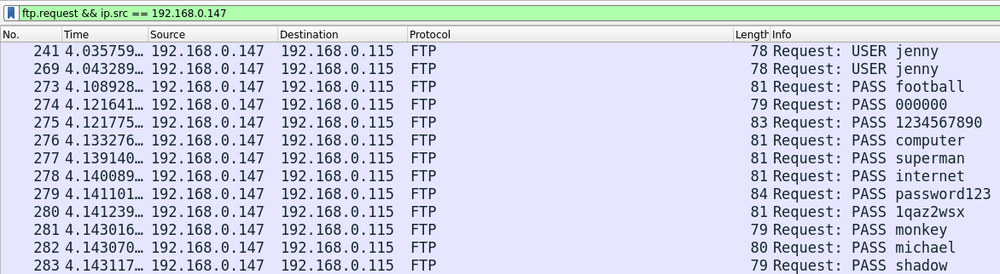 ftp.request && ip.src == 192.168.0.147
No. Time Source Destination Protocol Length Info
241 4.035759… 192.168.0.147 192.168.0.115 FTP 78 Request: USER jenny
269 4.043289… 192.168.0.147 192.168.0.115 FTP 78 Request: USER jenny
273 4.108928… 192.168.0.147 192.168.0.115 FTP 81 Request: PASS football
274 4.121641… 192.168.0.147 192.168.0.115 FTP 79 Request: PASS 000000
275 4.121775… 192.168.0.147 192.168.0.115 FTP 83 Request: PASS 1234567890
276 4.133276… 192.168.0.147 192.168.0.115 FTP 81 Request: PASS computer
277 4.139140… 192.168.0.147 192.168.0.115 FTP 81 Request: PASS superman
278 4.140089… 192.168.0.147 192.168.0.115 FTP 81 Request: PASS internet
279 4.141101… 192.168.0.147 192.168.0.115 FTP 84 Request: PASS password123
280 4.141239… 192.168.0.147 192.168.0.115 FTP 81 Request: PASS 1qaz2wsx
281 4.143016… 192.168.0.147 192.168.0.115 FTP 79 Request: PASS monkey
282 4.143070… 192.168.0.147 192.168.0.115 FTP 80 Request: PASS michael
283 4.143117… 192.168.0.147 192.168.0.115 FTP 79 Request: PASS shadow